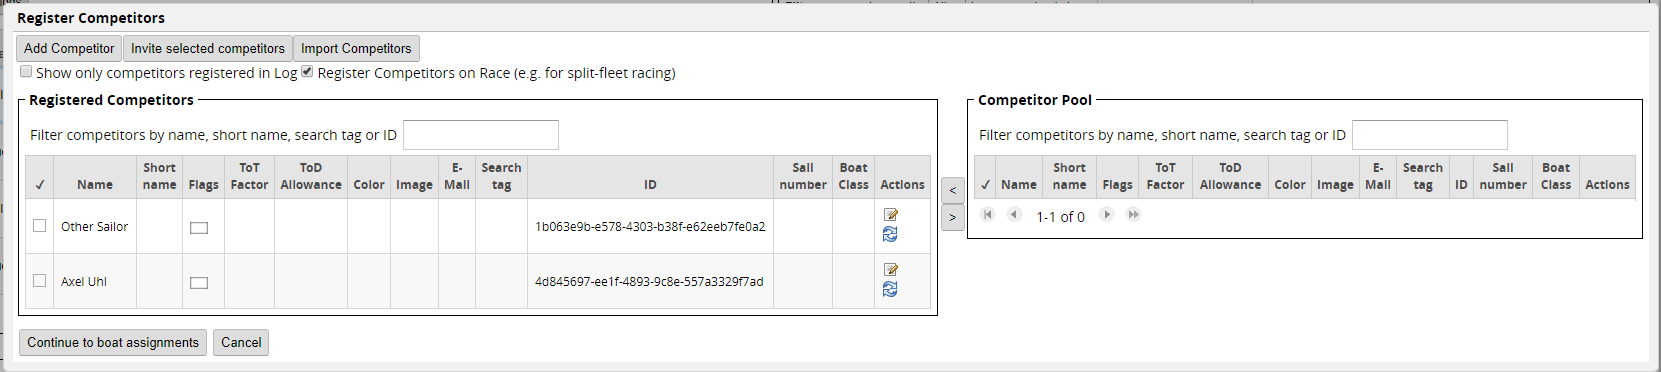 Register Competitors
Add Competitor Invite selected competitors Import Competitors
Show only competitors registered in Log Register Competitors on Race (e.g. for split-fleet racing)
Registered Competitors
Filter competitors by name, short name, search tag or ID
✓ Name Short name Flags ToT Factor ToD Allowance Color Image E-Mail Search tag ID Sail number Boat Class Actions
Other Sailor 1b063e9b-e578-4303-b38f-e62eeb7fe0a2
Axel Uhl 4d845697-ee1f-4893-9c8e-557a3329f7ad
<
>
Competitor Pool
Filter competitors by name, short name, search tag or ID
✓ Name Short name Flags ToT Factor ToD Allowance Color Image E-Mail Search tag ID Sail number Boat Class Actions
1-1 of 0
Continue to boat assignments Cancel